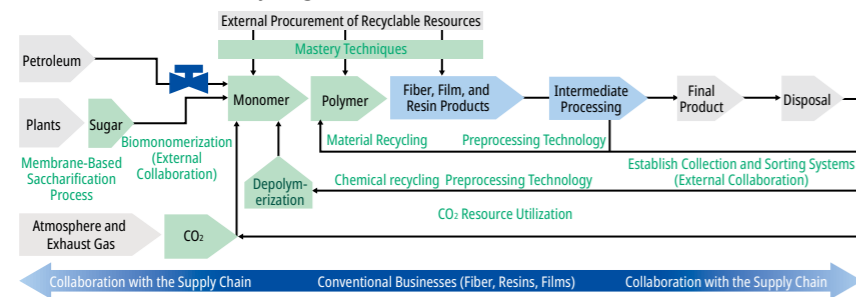 External Procurement of Recyclable Resources
Mastery Techniques
Petroleum
Plants
Sugar
Monomer
Polymer
Fiber, Film, and
Resin Products
Intermediate
Processing
Final
Product
Disposal
Membrane-Based
Saccharification
Process
Biomonomerization
(External
Collaboration)
Material Recycling
Preprocessing Technology
Establish Collection and Sorting Systems
(External Collaboration)
Depolym-
erization
Chemical recycling Preprocessing Technology
CO₂ Resource Utilization
Atmosphere and
Exhaust Gas
CO₂
Collaboration with the Supply Chain
Conventional Businesses (Fiber, Resins, Films)
Collaboration with the Supply Chain